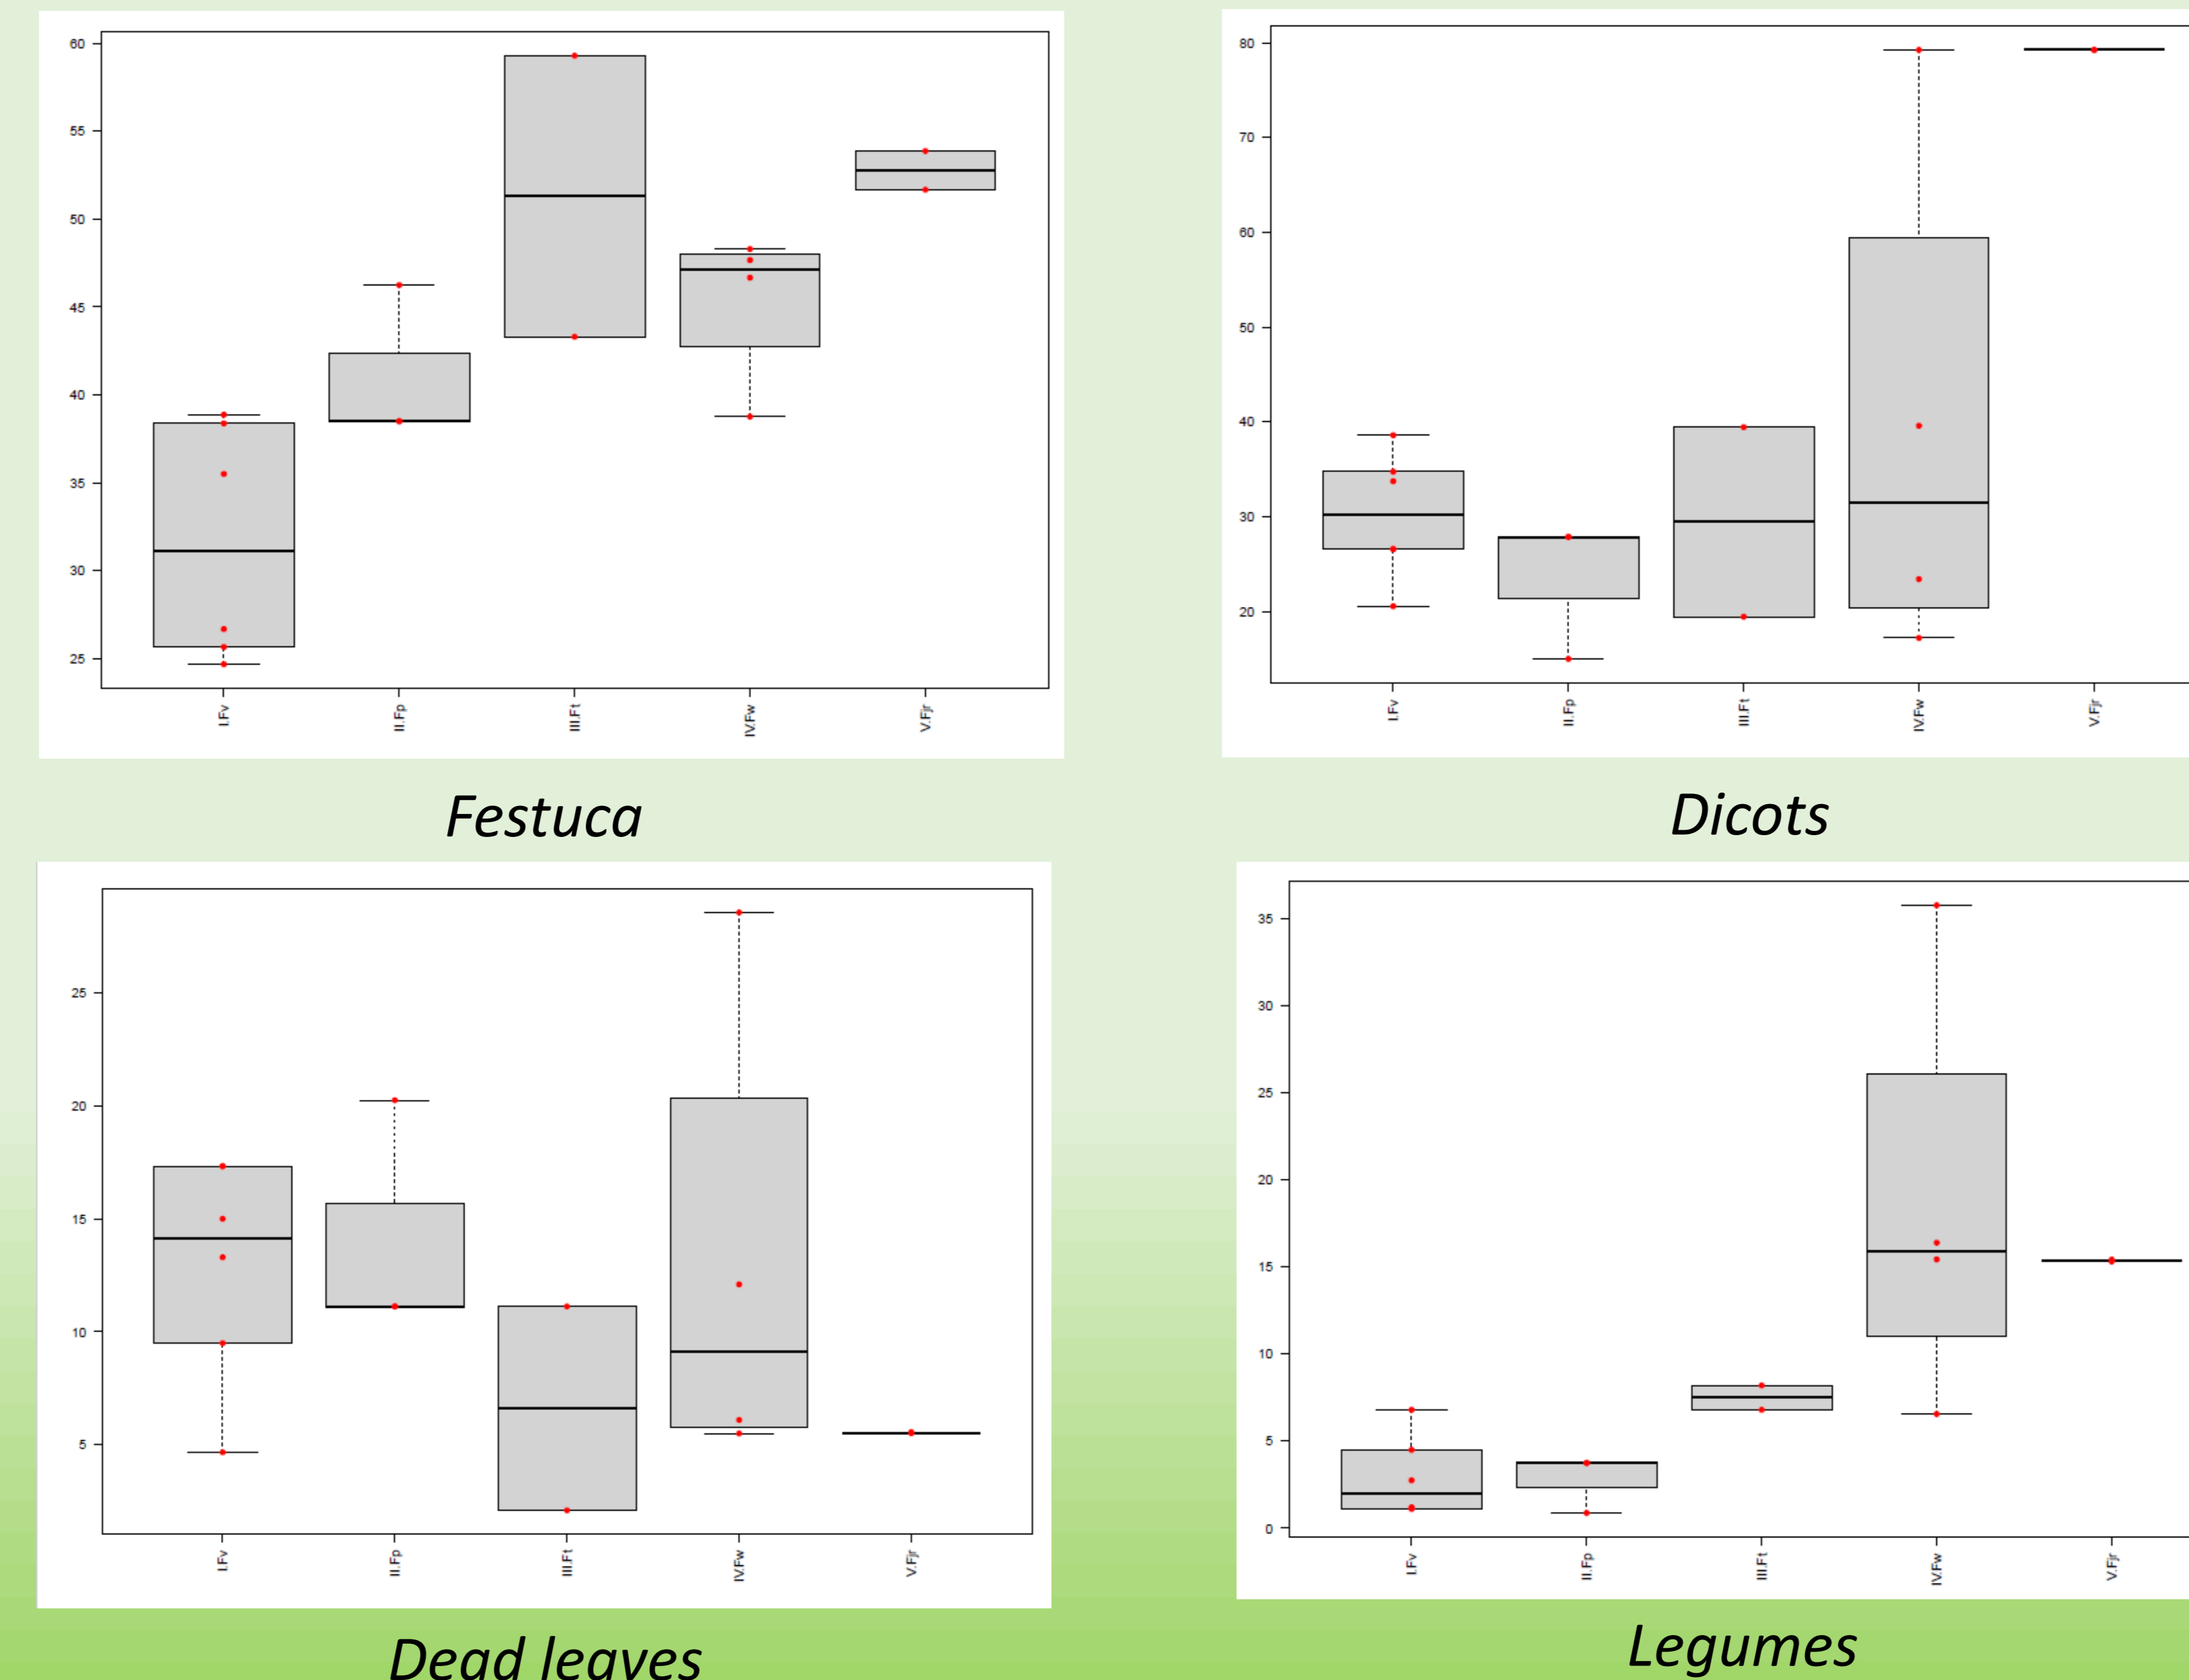 60
55
50
45
40
35
30
25
I.Fv
II.Fp
III.Ft
IV.Fw
V.Fjr
Festuca
80
70
60
50
40
30
20
I.Fv
II.Fp
III.Ft
IV.Fw
V.Fjr
Dicots
25
20
15
10
5
I.Fv
II.Fp
III.Ft
IV.Fw
V.Fjr
Dead leaves
35
30
25
20
15
10
5
0
I.Fv
II.Fp
III.Ft
IV.Fw
V.Fjr
Legumes